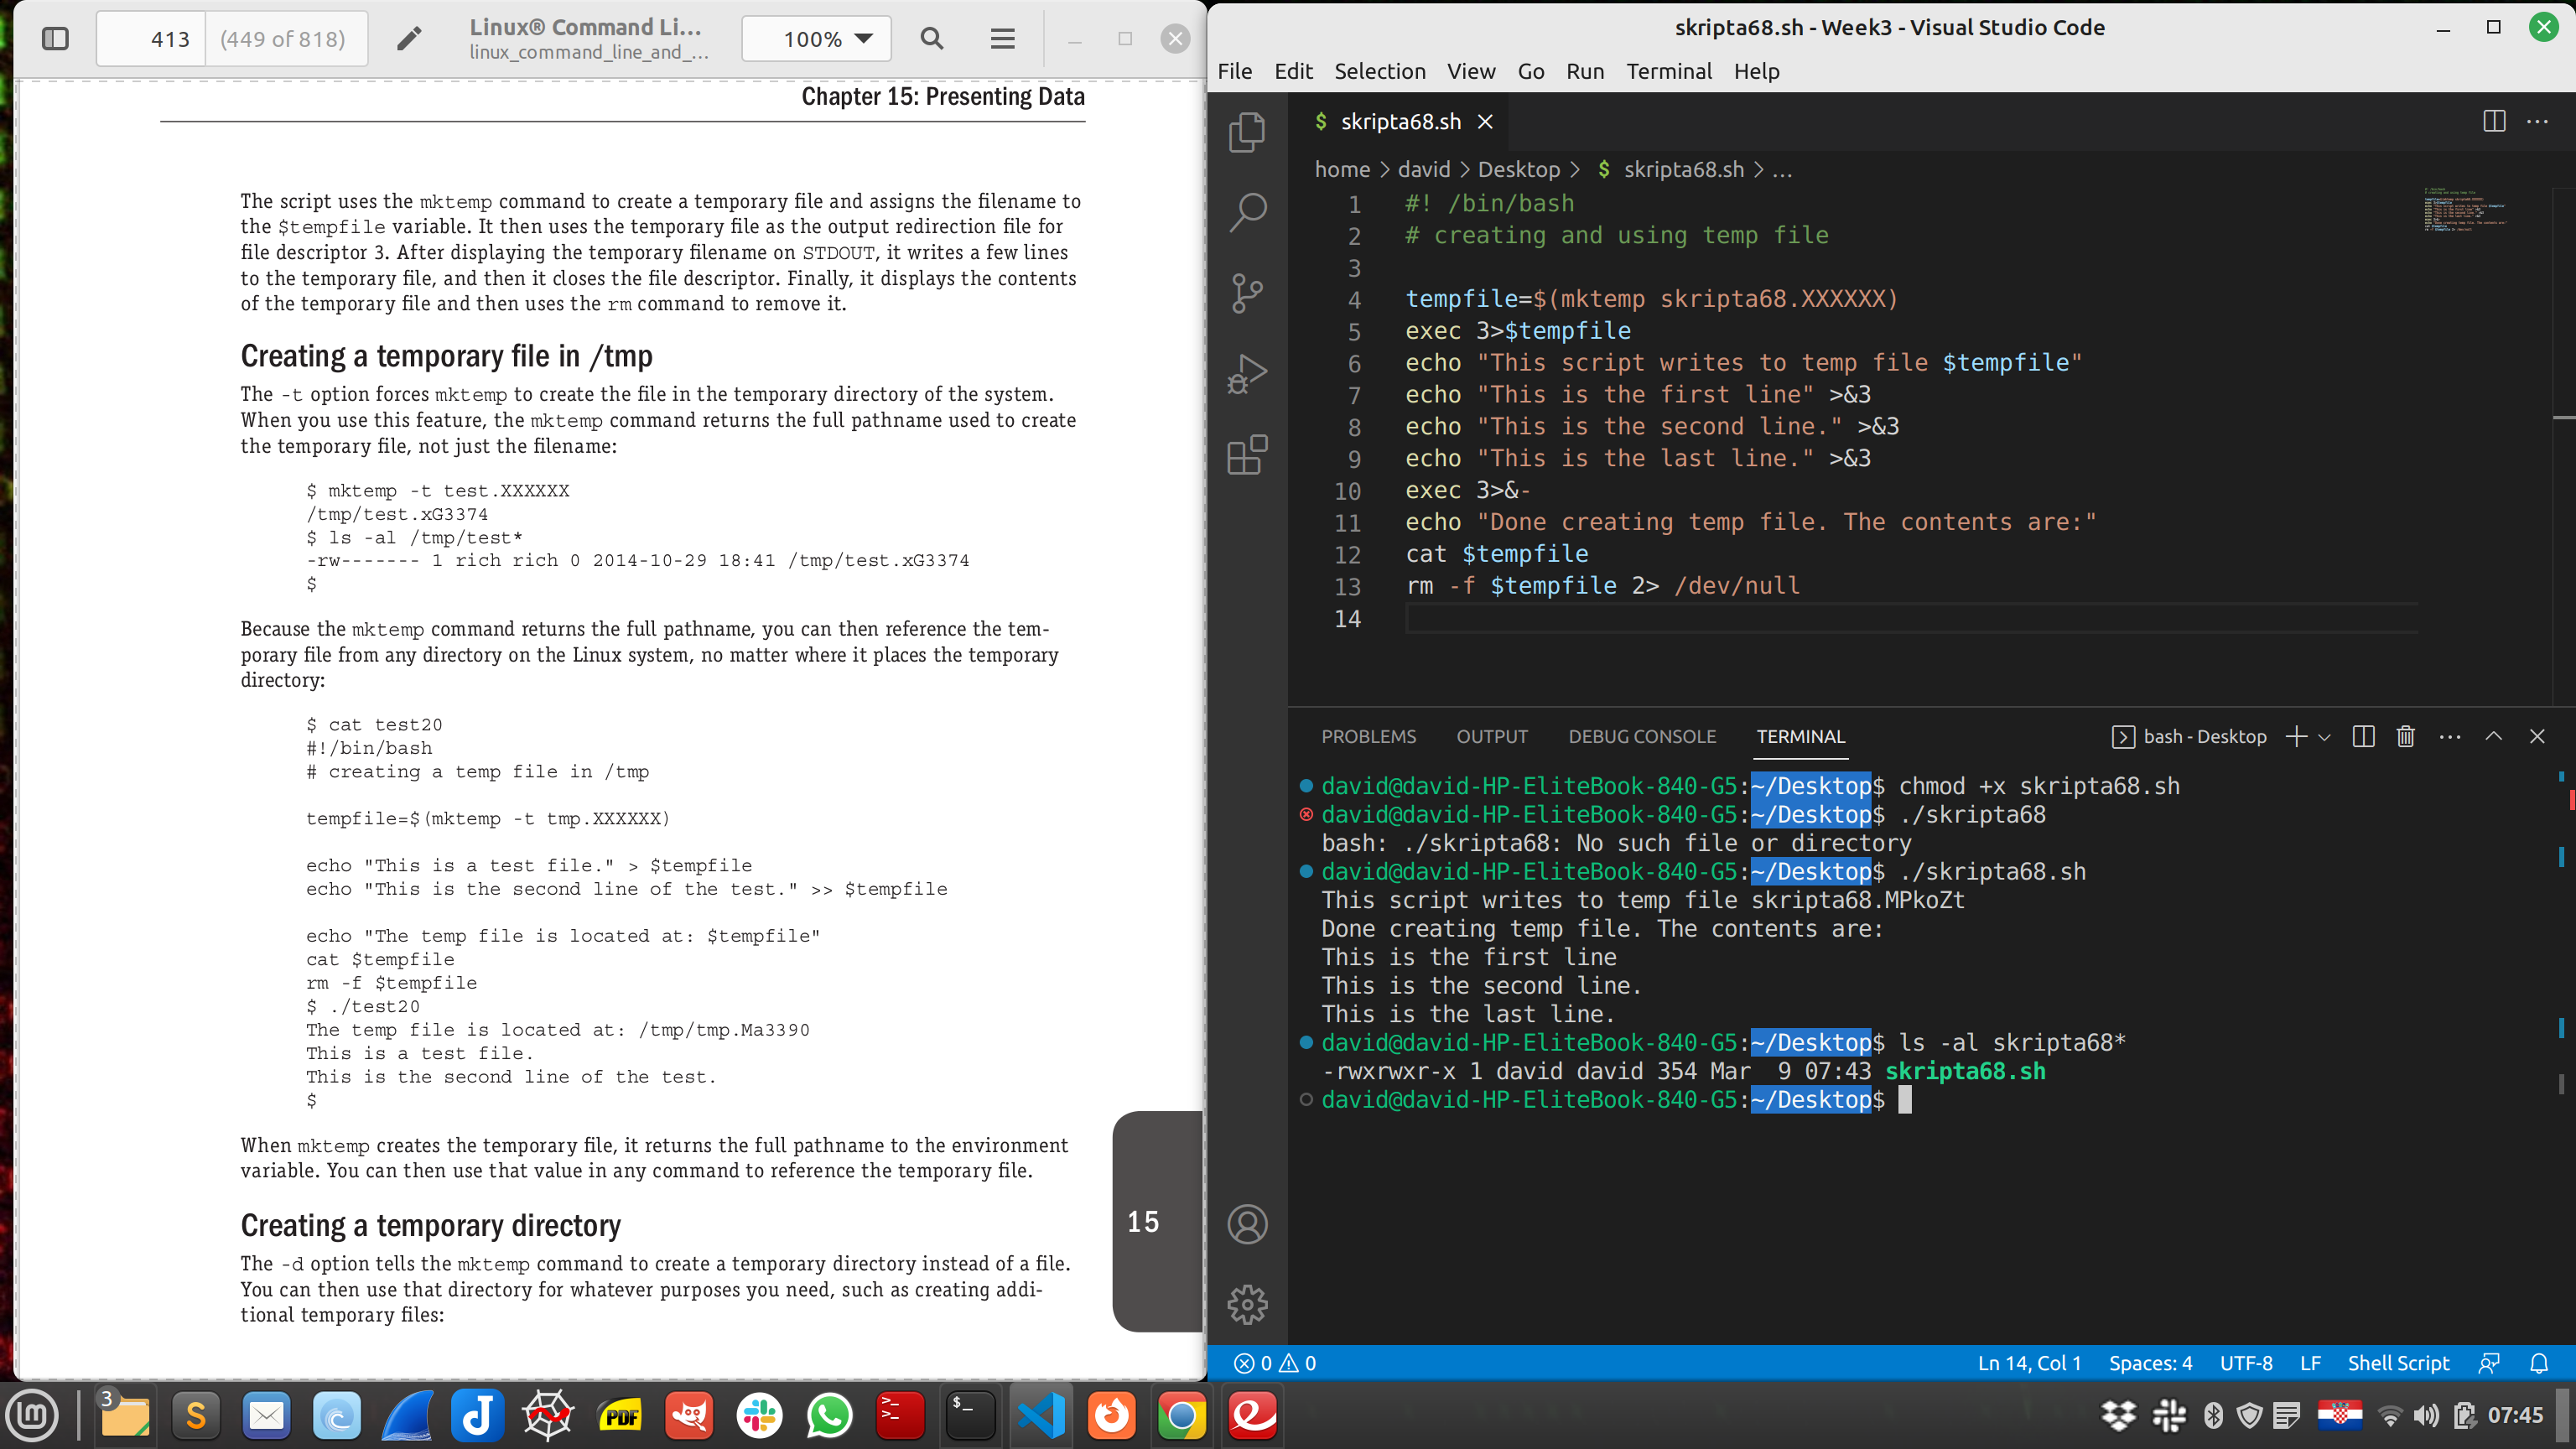 413
(449 of 818)
Linux® Command Li...
linux_command_line_and_...
100%
Chapter 15: Presenting Data
The script uses the mktemp command to create a temporary file and assigns the filename to
the $tempfile variable. It then uses the temporary file as the output redirection file for
file descriptor 3. After displaying the temporary filename on STDOUT, it writes a few lines
to the temporary file, and then it closes the file descriptor. Finally, it displays the contents
of the temporary file and then uses the rm command to remove it.
Creating a temporary file in /tmp
The -t option forces mktemp to create the file in the temporary directory of the system.
When you use this feature, the mktemp command returns the full pathname used to create
the temporary file, not just the filename:
$ mktemp -t test.XXXXXX
/tmp/test.xG3374
$ ls -al /tmp/test*
-rw------- 1 rich rich 0 2014-10-29 18:41 /tmp/test.xG3374
$
Because the mktemp command returns the full pathname, you can then reference the tem-
porary file from any directory on the Linux system, no matter where it places the temporary
directory:
$ cat test20
#!/bin/bash
# creating a temp file in /tmp
tempfile=$(mktemp -t tmp.XXXXXX)
echo "This is a test file." > $tempfile
echo "This is the second line of the test." >> $tempfile
echo "The temp file is located at: $tempfile"
cat $tempfile
rm -f $tempfile
$ ./test20
The temp file is located at: /tmp/tmp.Ma3390
This is a test file.
This is the second line of the test.
$
When mktemp creates the temporary file, it returns the full pathname to the environment
variable. You can then use that value in any command to reference the temporary file.
Creating a temporary directory
The -d option tells the mktemp command to create a temporary directory instead of a file.
You can then use that directory for whatever purposes you need, such as creating addi-
tional temporary files:
15
skripta68.sh - Week3 - Visual Studio Code
File Edit Selection View Go Run Terminal Help
$ skripta68.sh
home > david > Desktop > $ skripta68.sh > ...
1 #! /bin/bash
2 # creating and using temp file
3
4 tempfile=$(mktemp skripta68.XXXXXX)
5 exec 3>$tempfile
6 echo "This script writes to temp file $tempfile"
7 echo "This is the first line" >&3
8 echo "This is the second line." >&3
9 echo "This is the last line." >&3
10 exec 3>&-
11 echo "Done creating temp file. The contents are:"
12 cat $tempfile
13 rm -f $tempfile 2> /dev/null
14
PROBLEMS OUTPUT DEBUG CONSOLE TERMINAL bash - Desktop
david@david-HP-EliteBook-840-G5:~/Desktop$ chmod +x skripta68.sh
david@david-HP-EliteBook-840-G5:~/Desktop$ ./skripta68
bash: ./skripta68: No such file or directory
david@david-HP-EliteBook-840-G5:~/Desktop$ ./skripta68.sh
This script writes to temp file skripta68.MPkoZt
Done creating temp file. The contents are:
This is the first line
This is the second line.
This is the last line.
david@david-HP-EliteBook-840-G5:~/Desktop$ ls -al skripta68*
-rwxrwxr-x 1 david david 354 Mar  9 07:43 skripta68.sh
david@david-HP-EliteBook-840-G5:~/Desktop$
0 0 Ln 14, Col 1 Spaces: 4 UTF-8 LF Shell Script
3
PDF
07:45